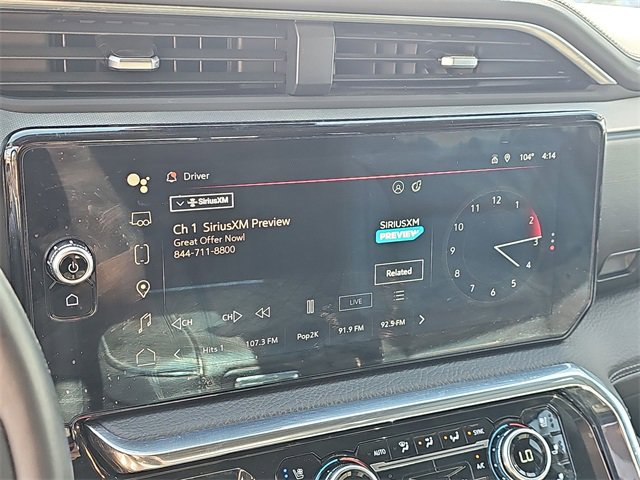 Driver
104° 4:14
SiriusXM
Ch 1 SiriusXM Preview
Great Offer Now!
844-711-8800
SIRIUSXM
PREVIEW
Related
12
11 1
10 2
9 3
8 4
7 5
6
CH CH LIVE
Hits 1 107.3 FM Pop2K 91.9 FM 92.5 FM
AUTO
SYNC
A/C
LO